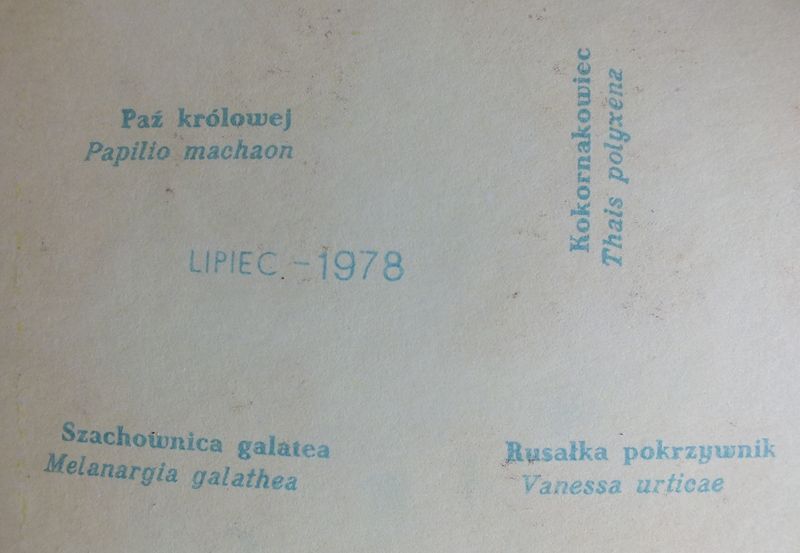 Paź królowej
Papilio machaon
Kokornakowiec
Thais polyxena
LIPIEC - 1978
Szachownica galatea
Melanargia galathea
Rusałka pokrzywnik
Vanessa urticae